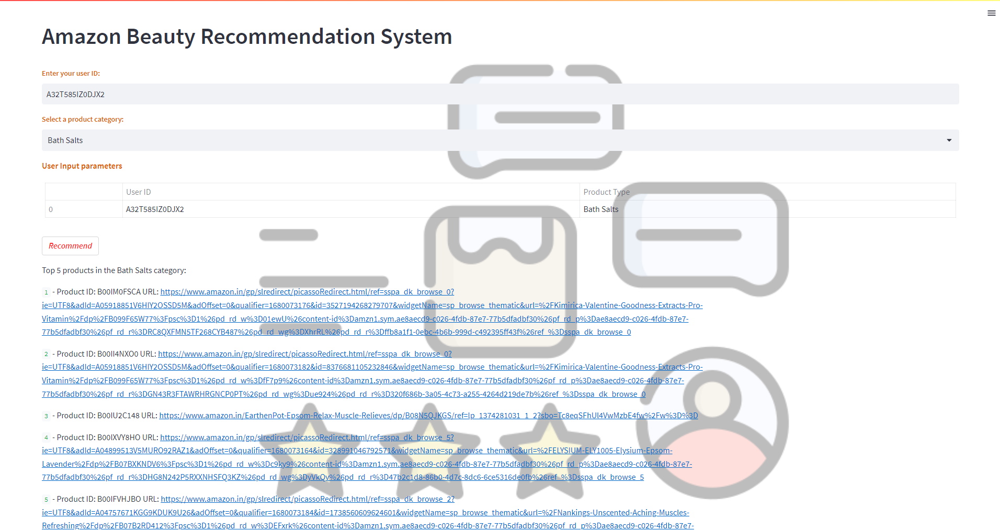 Amazon Beauty Recommendation System
Enter your user ID:
A32T585IZ0DJX2
Select a product category:
Bath Salts
User Input parameters
User ID Product Type
0 A32T585IZ0DJX2 Bath Salts
Recommend
Top 5 products in the Bath Salts category:
1 - Product ID: B00IM0FSCA URL: https://www.amazon.in/gp/slredirect/picassoRedirect.html/ref=sspa_dk_browse_0?
ie=UTF8&adId=A05918851V6HIY2OSSD5M&adOffset=0&qualifier=1680073176&id=3527194268279707&widgetName=sp_browse_thematic&url=%2FKimirica-Valentine-Goodness-Extracts-Pro-
Vitamin%2Fdp%2FB099F65W77%3Fpsc%3D1%26pd_rd_w%3D01ewU%26content-id%3Damzn1.sym.ae8aecd9-c026-4fdb-87e7-77b5dfadbf30%26pf_rd_p%3Dae8aecd9-c026-4fdb-87e7-
77b5dfadbf30%26pf_rd_r%3DRC8QXFMN5TF268CYB487%26pd_rd_wg%3DXhrRL%26pd_rd_r%3Dffb8a1f1-0ebc-4b6b-999d-c492395ff43f%26ref_%3Dsspa_dk_browse_0
2 - Product ID: B00II4NXO0 URL: https://www.amazon.in/gp/slredirect/picassoRedirect.html/ref=sspa_dk_browse_0?
ie=UTF8&adId=A05918851V6HIY2OSSD5M&adOffset=0&qualifier=1680073182&id=8376681105232846&widgetName=sp_browse_thematic&url=%2FKimirica-Valentine-Goodness-Extracts-Pro-
Vitamin%2Fdp%2FB099F65W77%3Fpsc%3D1%26pd_rd_w%3DfF7p9%26content-id%3Damzn1.sym.ae8aecd9-c026-4fdb-87e7-77b5dfadbf30%26pf_rd_p%3Dae8aecd9-c026-4fdb-87e7-
77b5dfadbf30%26pf_rd_r%3DGN43R3FTAWRHRGNCP0PT%26pd_rd_wg%3Due924%26pd_rd_r%3D320f686b-3a05-4c73-a255-4264d219de7b%26ref_%3Dsspa_dk_browse_0
3 - Product ID: B00IU2C148 URL: https://www.amazon.in/EarthenPot-Epsom-Relax-Muscle-Relieves/dp/B08N5QJKGS/ref=lp_1374281031_1_2?sbo=Tc8eqSFhUl4VwMzbE4fw%2Fw%3D%3D
4 - Product ID: B00IXVY8HO URL: https://www.amazon.in/gp/slredirect/picassoRedirect.html/ref=sspa_dk_browse_5?
ie=UTF8&adId=A04899513V5MURO92RAZ1&adOffset=0&qualifier=1680073164&id=328991046792571&widgetName=sp_browse_thematic&url=%2FELYSIUM-ELY1005-Elysium-Epsom-
Lavender%2Fdp%2FB07BXKNDV6%3Fpsc%3D1%26pd_rd_w%3Dc9ky9%26content-id%3Damzn1.sym.ae8aecd9-c026-4fdb-87e7-77b5dfadbf30%26pf_rd_p%3Dae8aecd9-c026-4fdb-87e7-
77b5dfadbf30%26pf_rd_r%3DHG8N242P5RXXNHSFQ3KZ%26pd_rd_wg%3DyVkQv%26pd_rd_r%3D47b2c1d8-86b0-4d7c-8dc6-6ce5316de0fb%26ref_%3Dsspa_dk_browse_5
5 - Product ID: B00IFVHJBO URL: https://www.amazon.in/gp/slredirect/picassoRedirect.html/ref=sspa_dk_browse_2?
ie=UTF8&adId=A04757671KGG9KDUK9U26&adOffset=0&qualifier=1680073184&id=1738560609624601&widgetName=sp_browse_thematic&url=%2FNankings-Unscented-Aching-Muscles-
Refreshing%2Fdp%2FB07B2RD412%3Fpsc%3D1%26pd_rd_w%3DEFxrk%26content-id%3Damzn1.sym.ae8aecd9-c026-4fdb-87e7-77b5dfadbf30%26pf_rd_p%3Dae8aecd9-c026-4fdb-87e7-